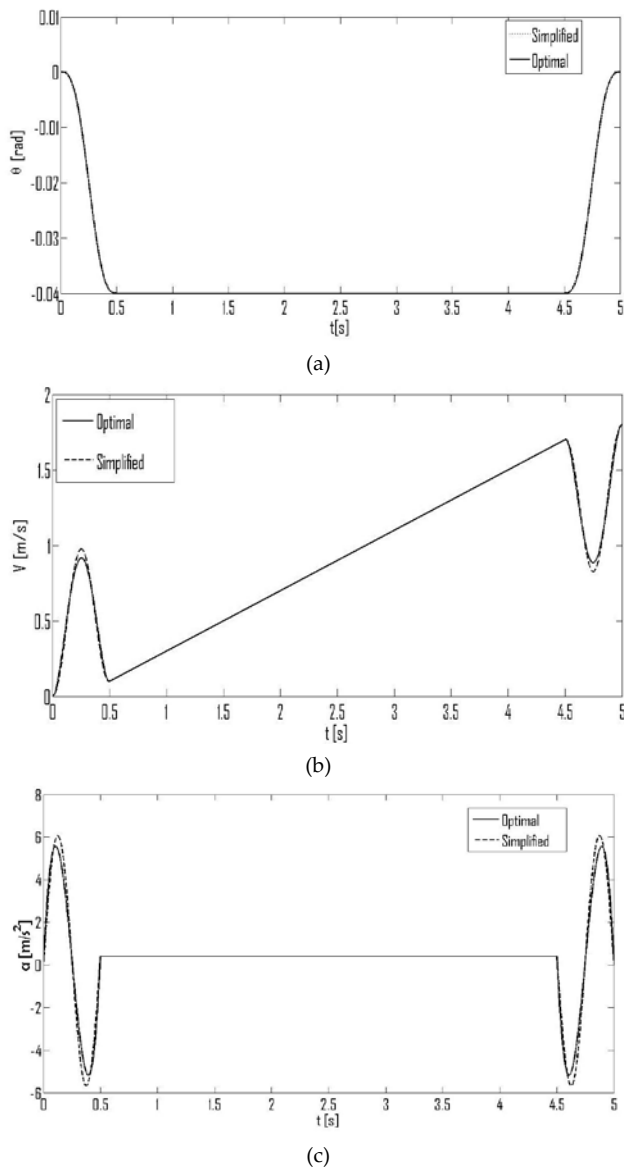 0.01
0
-0.01
-0.02
-0.03
-0.04
θ [rad]
Simplified
Optimal
0 0.5 1 1.5 2 2.5 3 3.5 4 4.5 5
t[s]
(a)
2
1.5
1
0.5
0
V [m/s]
Optimal
Simplified
0 0.5 1 1.5 2 2.5 3 3.5 4 4.5 5
t [s]
(b)
8
6
4
2
0
-2
-4
-6
a [m/s²]
Optimal
Simplified
0 0.5 1 1.5 2 2.5 3 3.5 4 4.5 5
t [s]
(c)